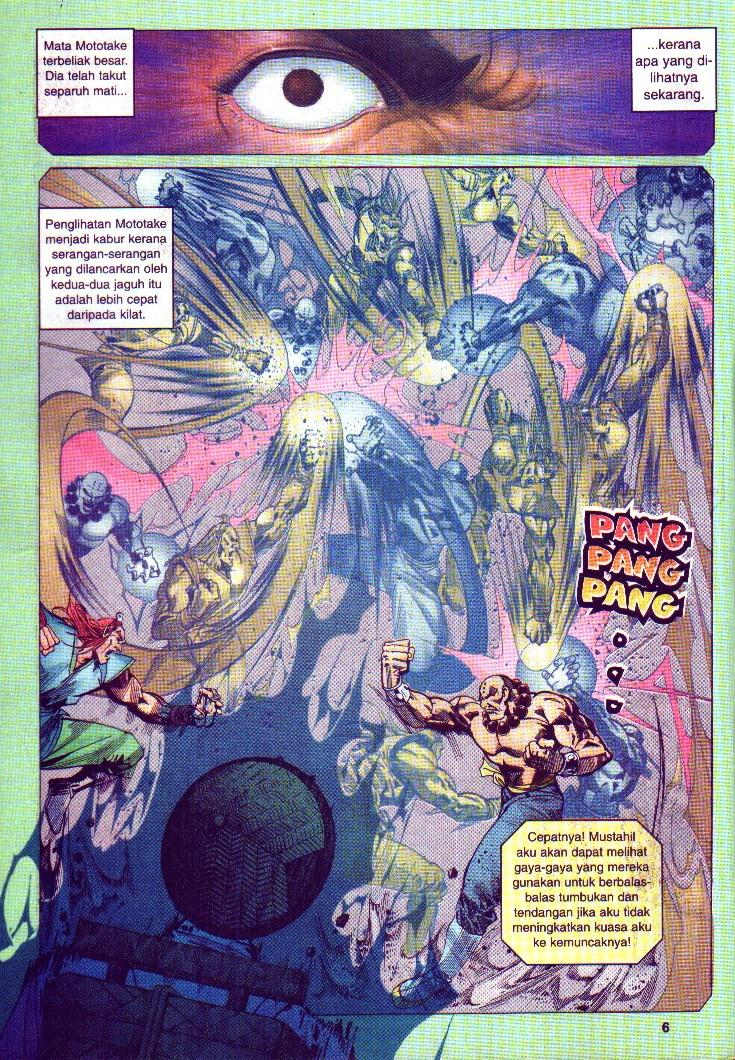 Mata Mototake
terbeliak besar.
Dia telah takut
separuh mati...
...kerana
apa yang di-
lihatnya
sekarang.
Penglihatan Mototake
menjadi kabur kerana
serangan-serangan
yang dilancarkan oleh
kedua-dua jaguh itu
adalah lebih cepat
daripada kilat.
PANG
PANG
PANG
Cepatnya! Mustahil
aku akan dapat melihat
gaya-gaya yang mereka
gunakan untuk berbalas-
balas tumbukan dan
tendangan jika aku tidak
meningkatkan kuasa aku
ke kemuncaknya!
6